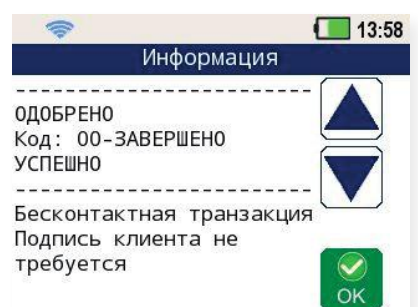 13:58
Информация
------------------------
ОДОБРЕНО
Код: 00-ЗАВЕРШЕНО
УСПЕШНО
------------------------
Бесконтактная транзакция
Подпись клиента не
требуется
OK